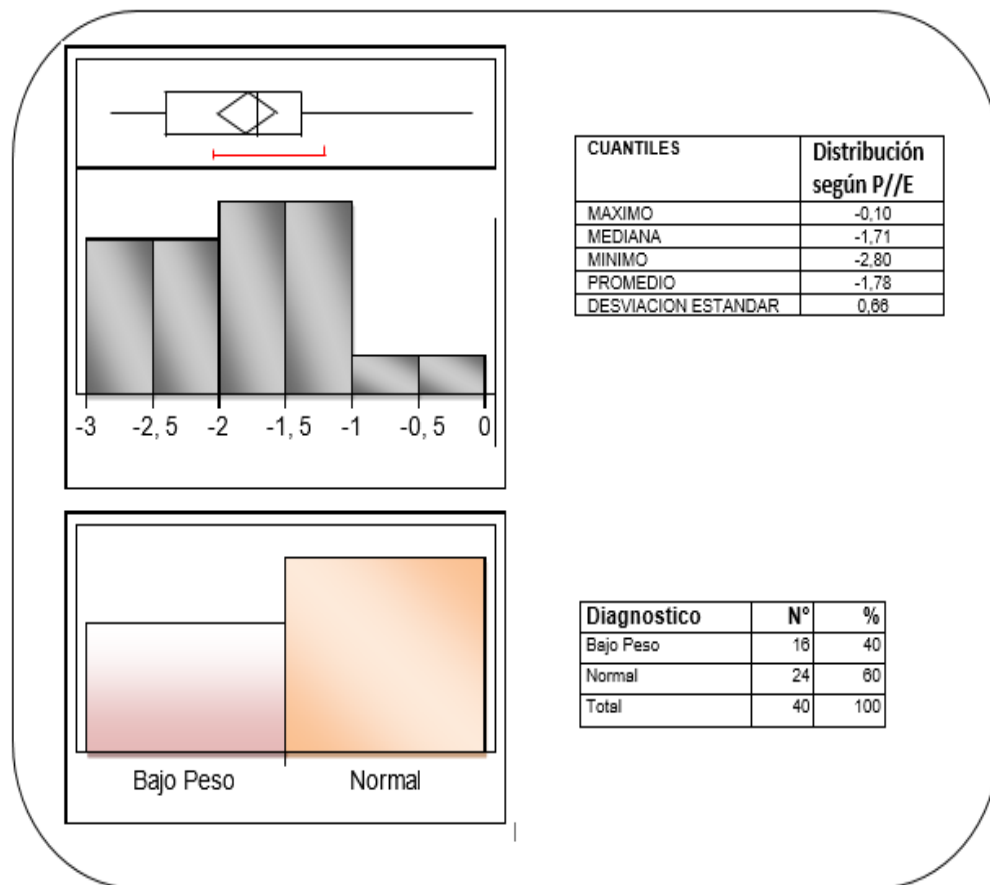 CUANTILES Distribución
según P//E
MAXIMO -0,10
MEDIANA -1,71
MINIMO -2,80
PROMEDIO -1,78
DESVIACION ESTANDAR 0,66
-3 -2, 5 -2 -1, 5 -1 -0, 5 0
Diagnostico N° %
Bajo Peso 16 40
Normal 24 60
Total 40 100
Bajo Peso Normal